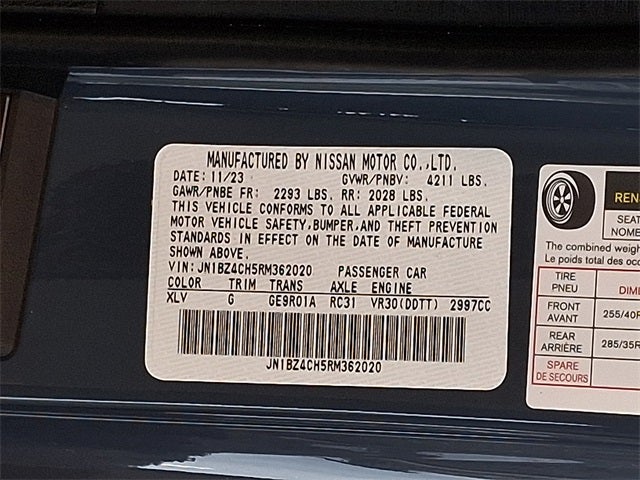 MANUFACTURED BY NISSAN MOTOR CO.,LTD.
DATE: 11/23 GVWR/PNBV: 4211 LBS.
GAWR/PNBE FR: 2293 LBS. RR: 2028 LBS.
THIS VEHICLE CONFORMS TO ALL APPLICABLE FEDERAL
MOTOR VEHICLE SAFETY,BUMPER,AND THEFT PREVENTION
STANDARDS IN EFFECT ON THE DATE OF MANUFACTURE
SHOWN ABOVE.
VIN: JN1BZ4CH5RM362020 PASSENGER CAR
COLOR TRIM TRANS AXLE ENGINE
XLV G GE9R01A RC31 VR30(DDTT) 2997CC
JN1BZ4CH5RM362020
REN
SEAT
NOME
The combined weigh
Le poids total des oc
TIRE
PNEU
DIM
FRONT
AVANT
255/40R
REAR
ARRIÈRE
285/35R
SPARE
DE SECOURS